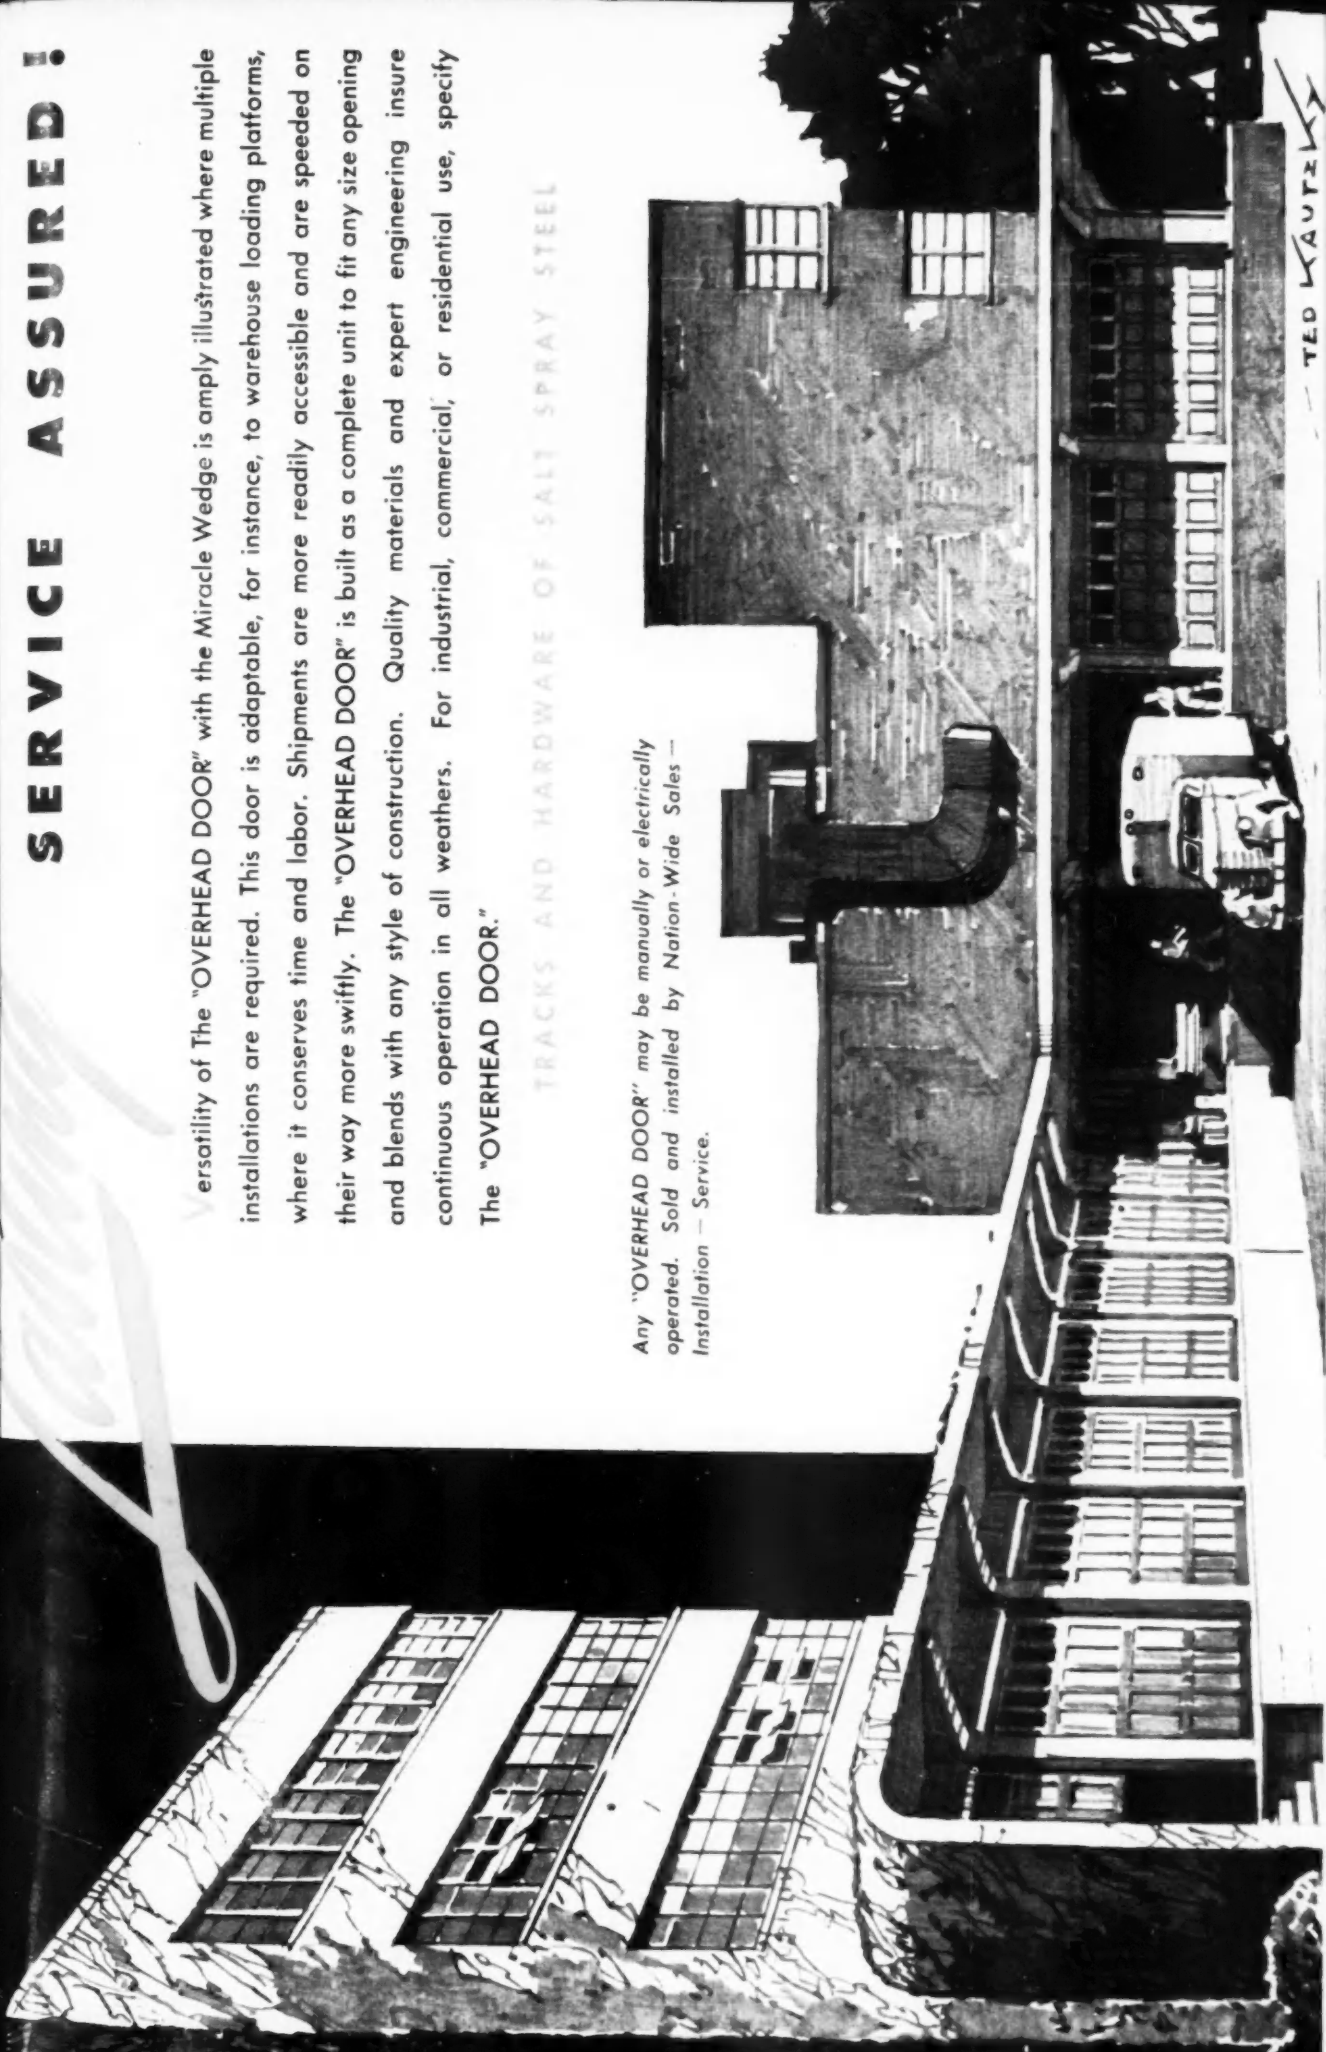 Lasting
SERVICE ASSURED!
Versatility of The "OVERHEAD DOOR" with the Miracle Wedge is amply illustrated where multiple
installations are required. This door is adaptable, for instance, to warehouse loading platforms,
where it conserves time and labor. Shipments are more readily accessible and are speeded on
their way more swiftly. The "OVERHEAD DOOR" is built as a complete unit to fit any size opening
and blends with any style of construction. Quality materials and expert engineering insure
continuous operation in all weathers. For industrial, commercial, or residential use, specify
The "OVERHEAD DOOR."
TRACKS AND HARDWARE OF SALT SPRAY STEEL
Any "OVERHEAD DOOR" may be manually or electrically
operated. Sold and installed by Nation-Wide Sales —
Installation — Service.
— TED KAUTZKY